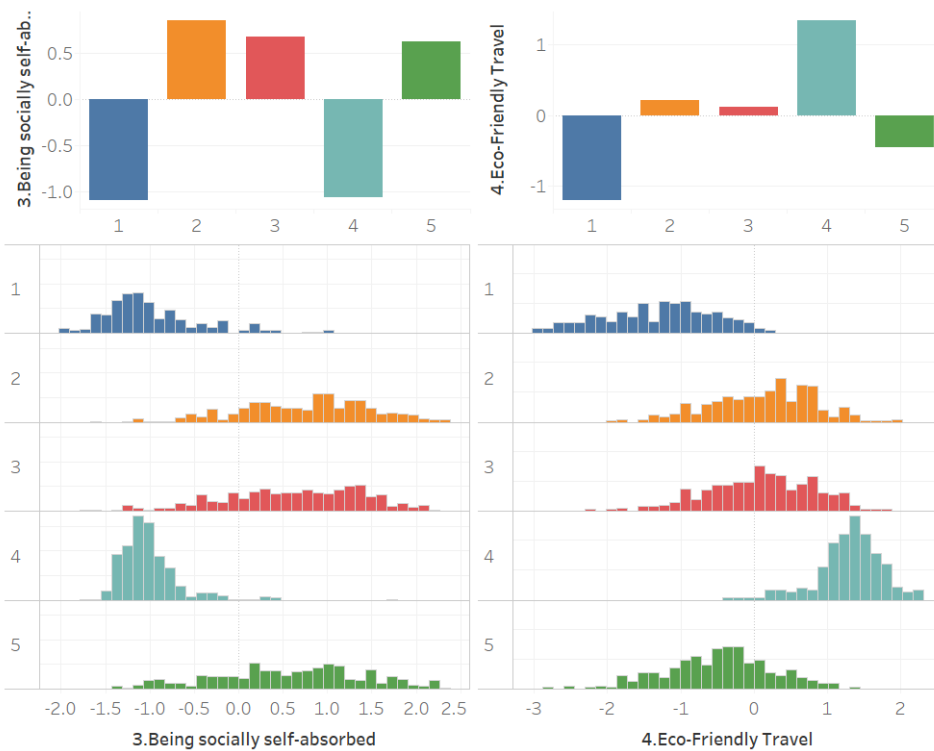 3.Being socially self-ab..
0.5
0.0
-0.5
-1.0
1 2 3 4 5
4.Eco-Friendly Travel
1
0
-1
1 2 3 4 5
1
2
3
4
5
-2.0 -1.5 -1.0 -0.5 0.0 0.5 1.0 1.5 2.0 2.5
3.Being socially self-absorbed
1
2
3
4
5
-3 -2 -1 0 1 2
4.Eco-Friendly Travel